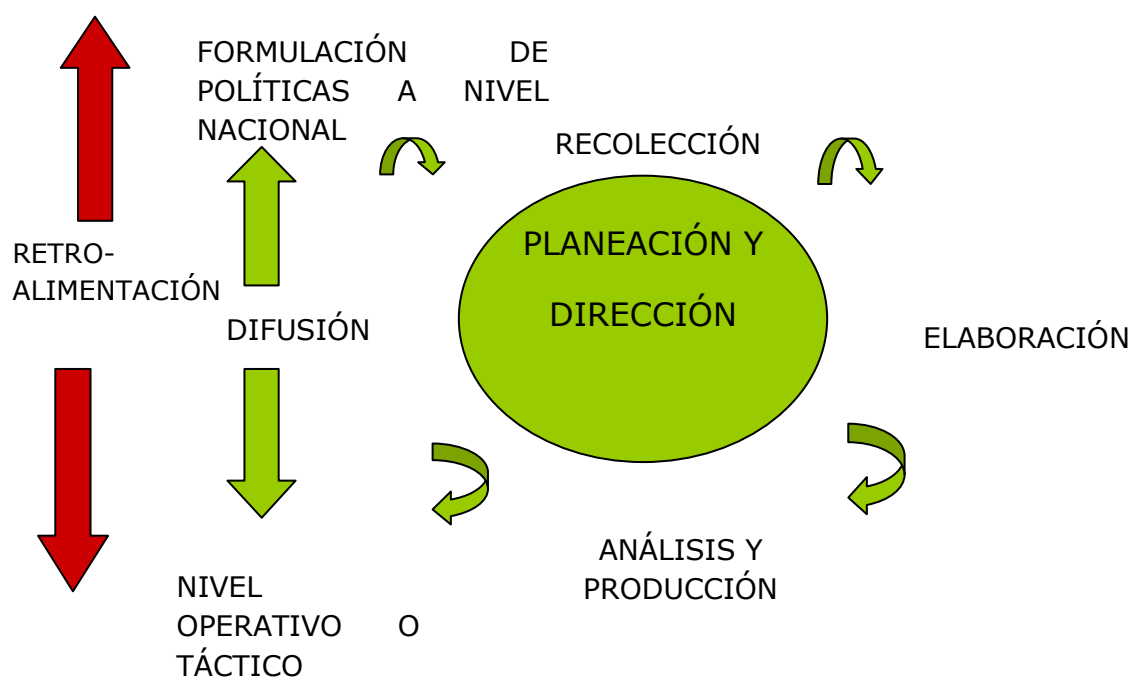 FORMULACIÓN DE
POLÍTICAS A NIVEL
NACIONAL
RECOLECCIÓN
PLANEACIÓN Y
DIRECCIÓN
RETRO-
ALIMENTACIÓN
DIFUSIÓN
ELABORACIÓN
ANÁLISIS Y
PRODUCCIÓN
NIVEL
OPERATIVO O
TÁCTICO